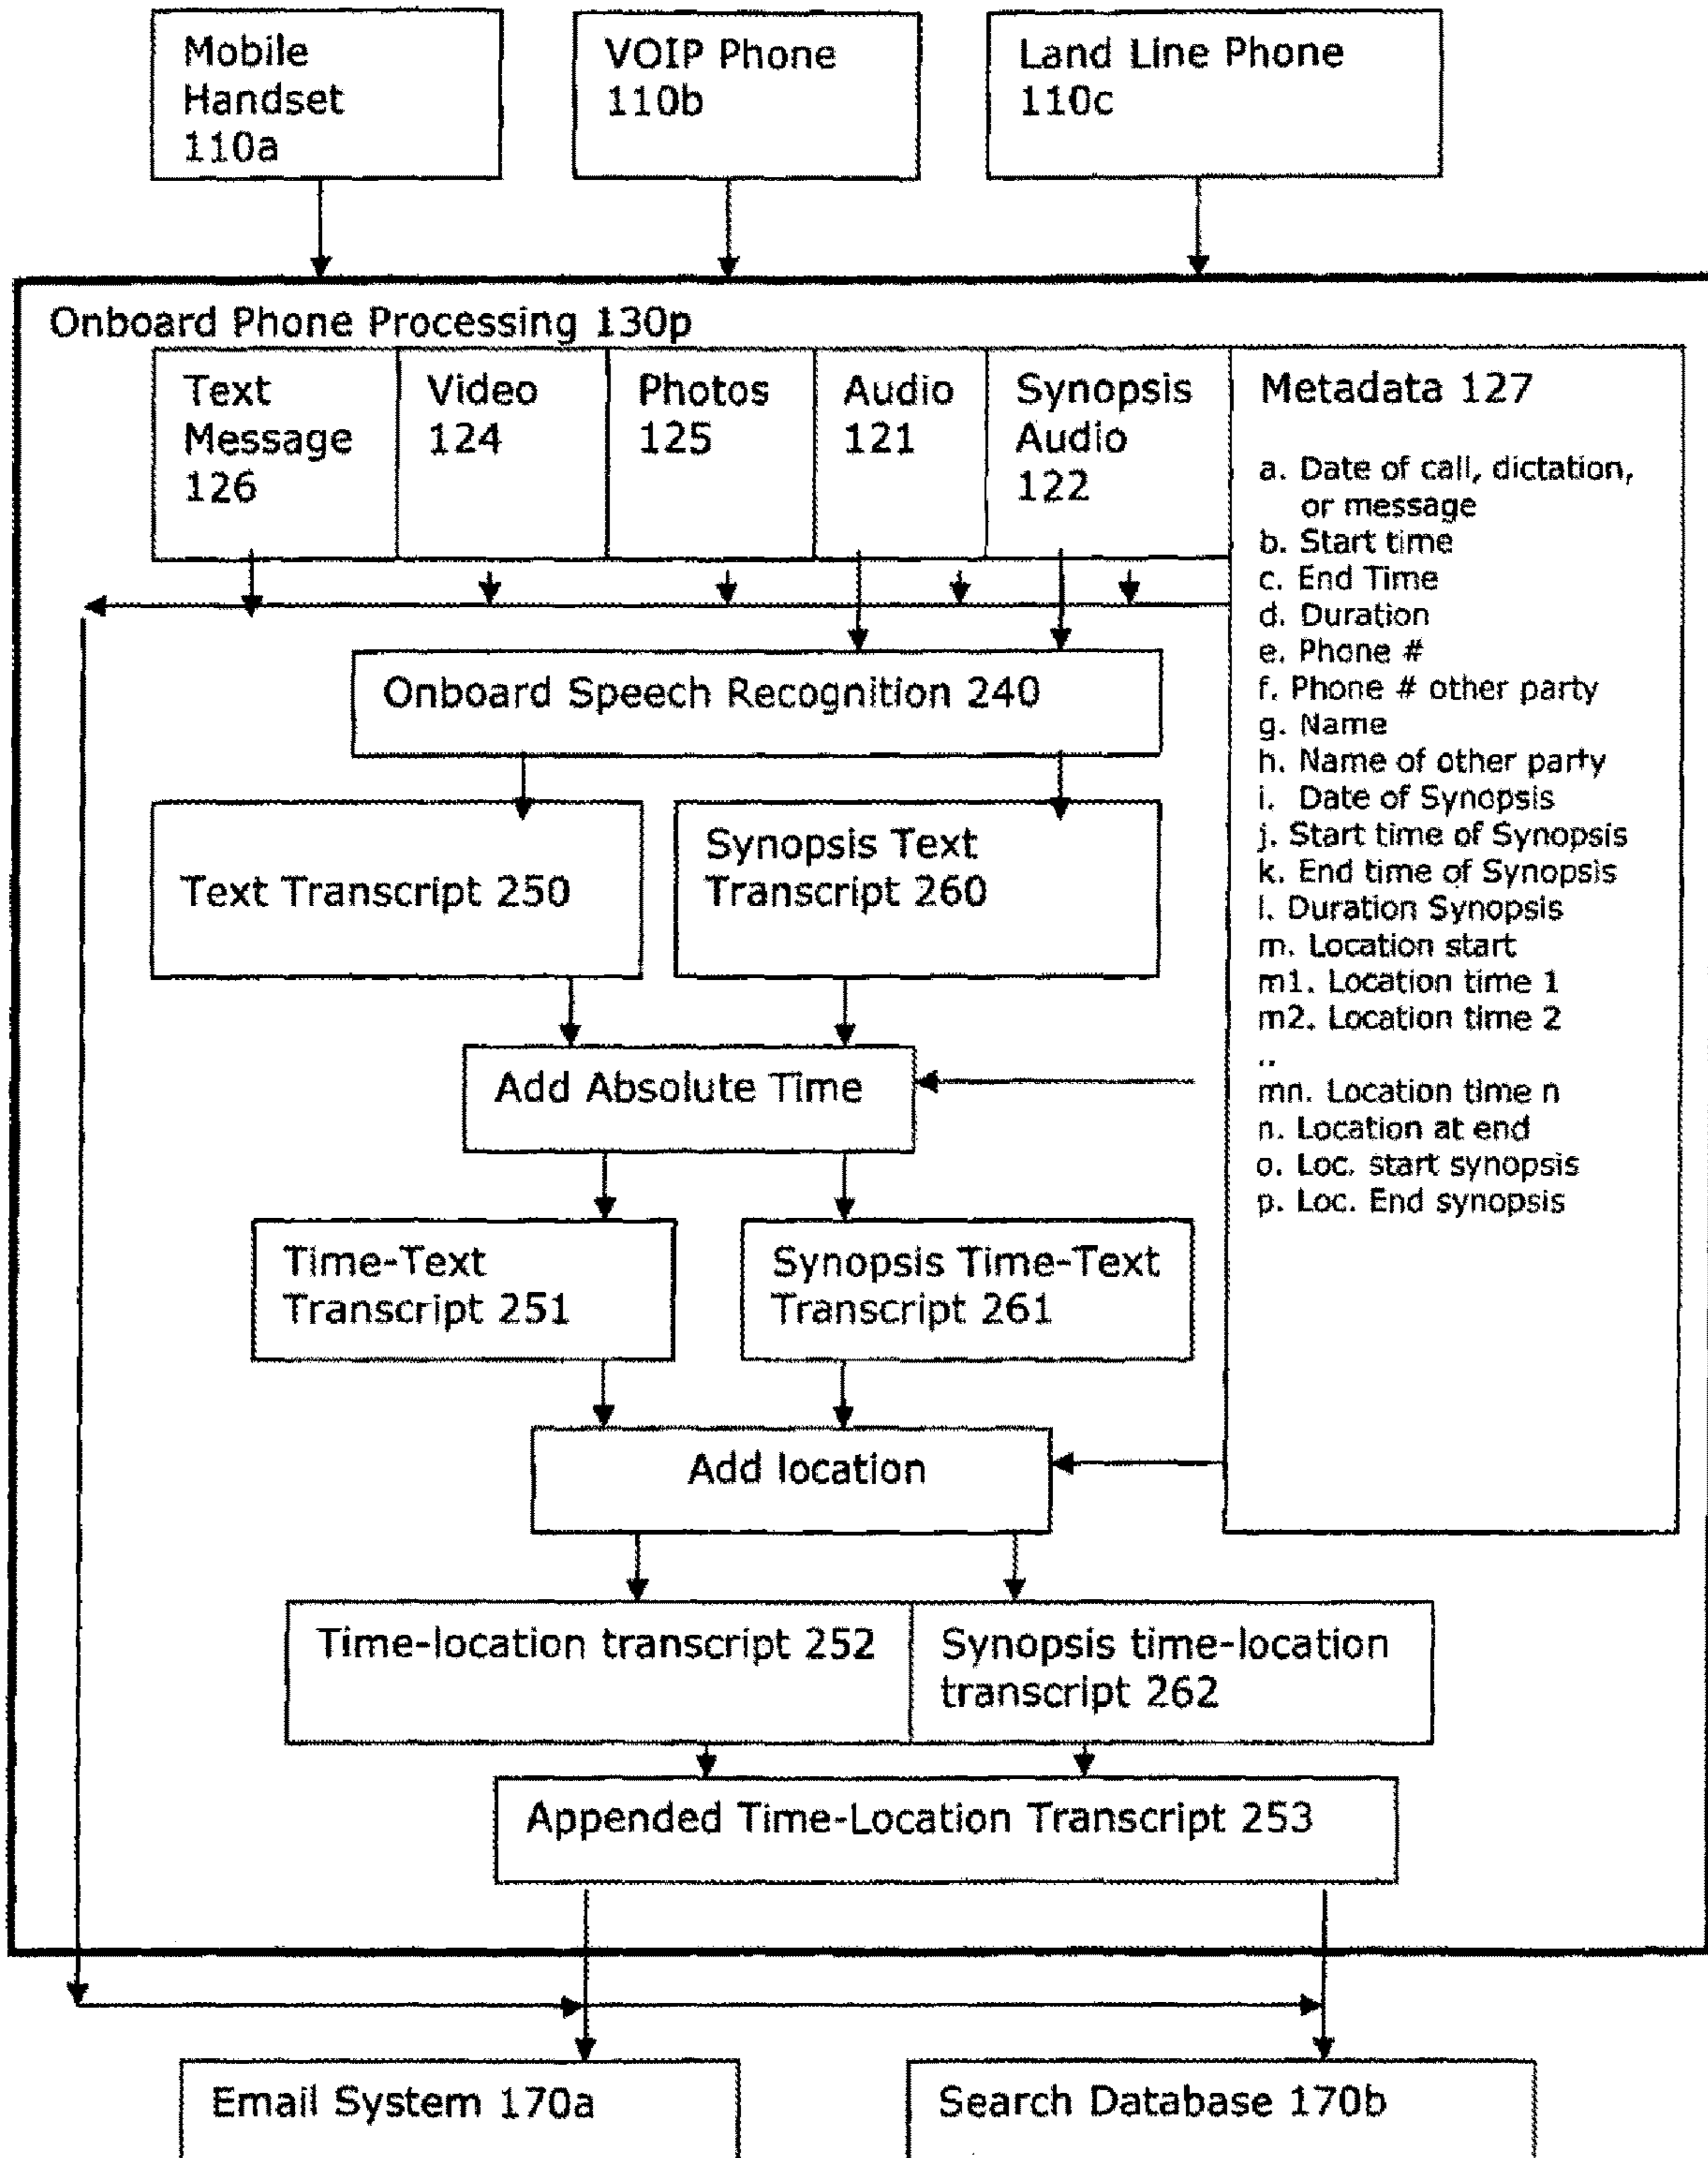 Mobile
Handset
110a
VOIP Phone
110b
Land Line Phone
110c
Onboard Phone Processing 130p
Text
Message
126
Video
124
Photos
125
Audio
121
Synopsis
Audio
122
Metadata 127
a. Date of call, dictation,
or message
b. Start time
c. End Time
d. Duration
e. Phone #
f. Phone # other party
g. Name
h. Name of other party
i. Date of Synopsis
j. Start time of Synopsis
k. End time of Synopsis
l. Duration Synopsis
m. Location start
m1. Location time 1
m2. Location time 2
..
mn. Location time n
n. Location at end
o. Loc. start synopsis
p. Loc. End synopsis
Onboard Speech Recognition 240
Text Transcript 250
Synopsis Text
Transcript 260
Add Absolute Time
Time-Text
Transcript 251
Synopsis Time-Text
Transcript 261
Add location
Time-location transcript 252
Synopsis time-location
transcript 262
Appended Time-Location Transcript 253
Email System 170a
Search Database 170b